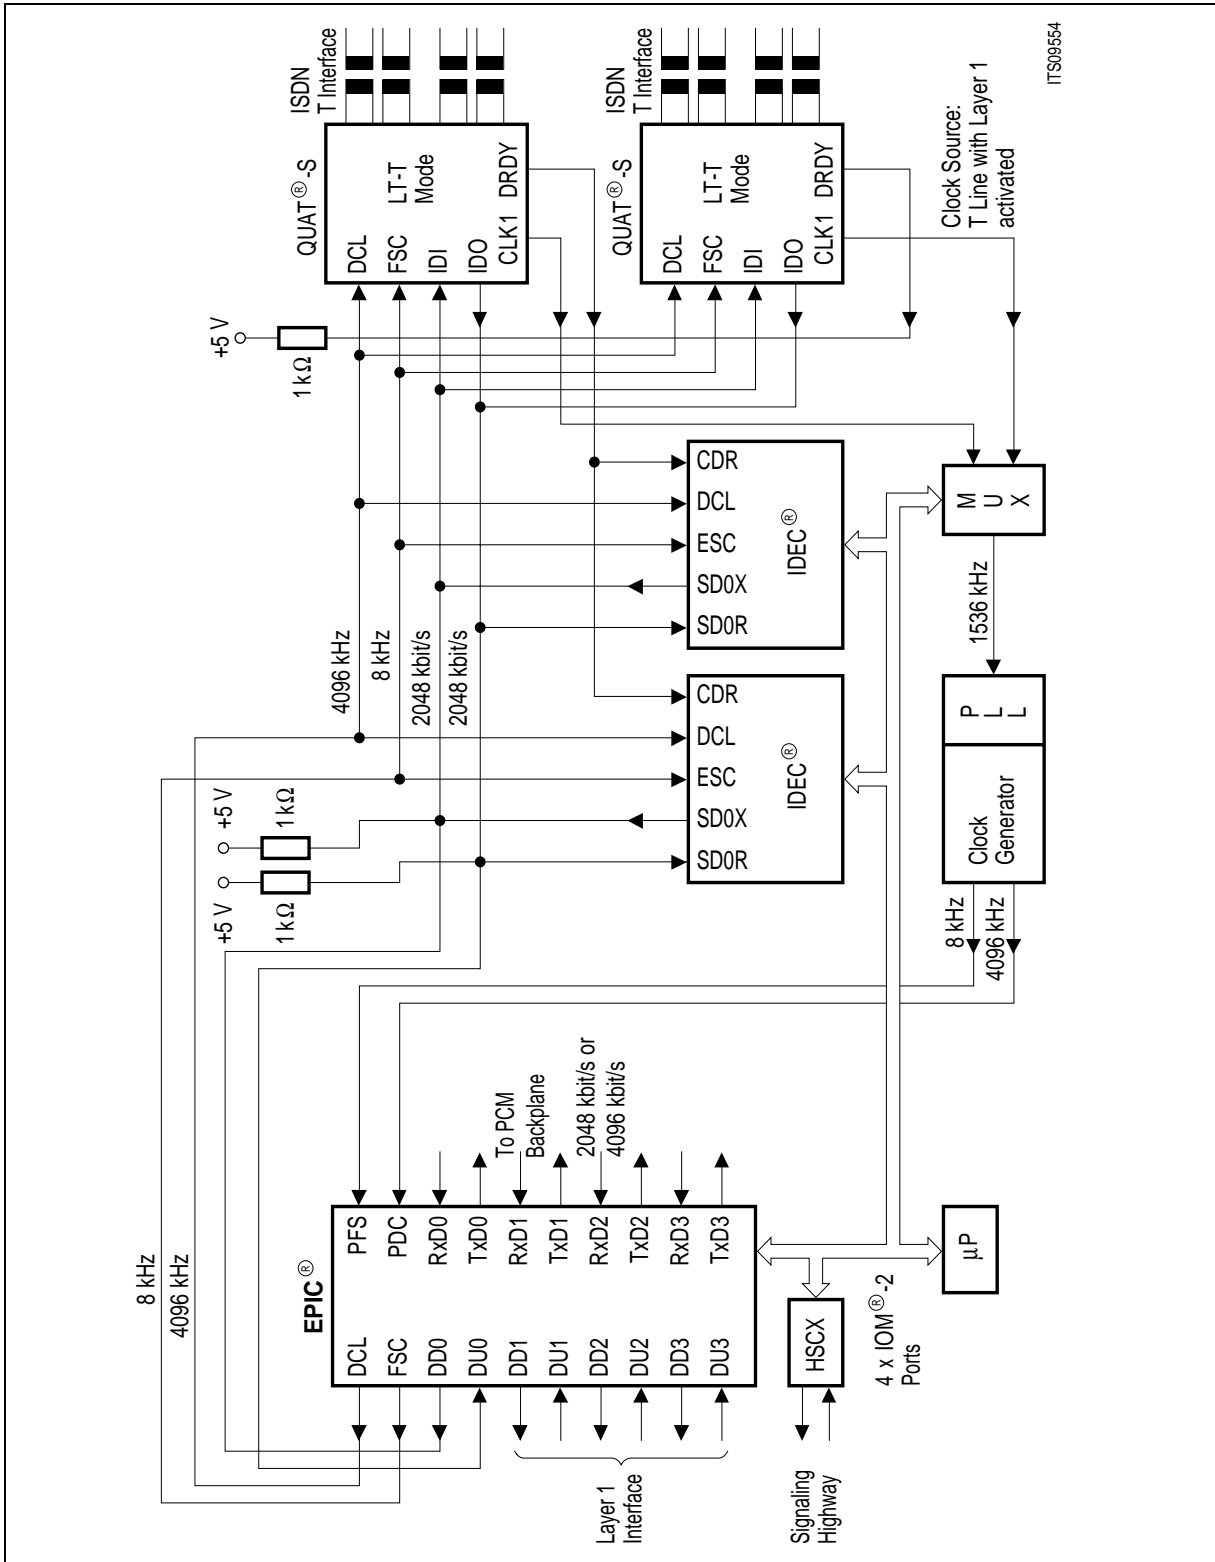 ISDN
T Interface
QUAT®-S
DCL
FSC
IDI
IDO
CLK1
DRDY
LT-T
Mode
ISDN
T Interface
QUAT®-S
DCL
FSC
IDI
IDO
CLK1
DRDY
LT-T
Mode
ITS09554
Clock Source:
T Line with Layer 1
activated
+5 V
1 kΩ
CDR
DCL
ESC
SD0X
SD0R
IDEC®
M
U
X
1536 kHz
4096 kHz
8 kHz
2048 kbit/s
2048 kbit/s
CDR
DCL
ESC
SD0X
SD0R
IDEC®
P
L
L
Clock
Generator
8 kHz
4096 kHz
+5 V
1 kΩ
+5 V
1 kΩ
8 kHz
4096 kHz
EPIC®
PFS
PDC
RxD0
TxD0
RxD1
TxD1
RxD2
TxD2
RxD3
TxD3
To PCM
Backplane
2048 kbit/s or
4096 kbit/s
DCL
FSC
DD0
DU0
DD1
DU1
DD2
DU2
DD3
DU3
Layer 1
Interface
HSCX
Signaling
Highway
4 x IOM®-2
Ports
µP